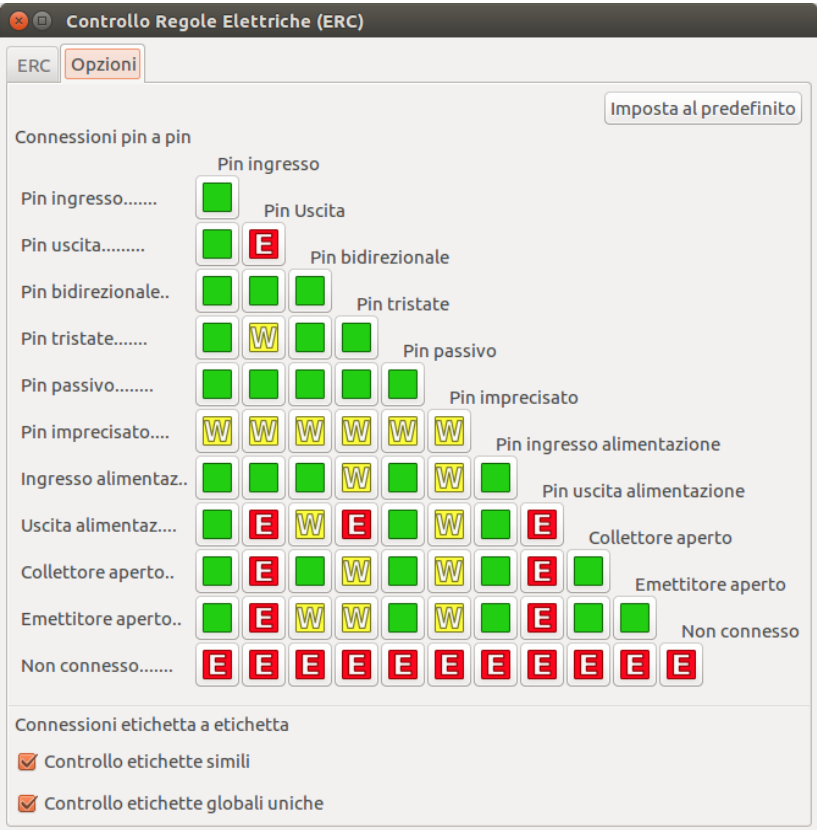 Controllo Regole Elettriche (ERC)
ERC Opzioni
Imposta al predefinito
Connessioni pin a pin
Pin ingresso
Pin ingresso.......
Pin Uscita
Pin uscita......... E
Pin bidirezionale
Pin bidirezionale..
Pin tristate
Pin tristate....... W
Pin passivo
Pin passivo........
Pin imprecisato
Pin imprecisato.... W W W W W W
Pin ingresso alimentazione
Ingresso alimentaz.. W W
Pin uscita alimentazione
Uscita alimentaz.... E W E W E
Collettore aperto
Collettore aperto.. E W W E
Emettitore aperto
Emettitore aperto.. E W W W E
Non connesso
Non connesso....... E E E E E E E E E E E
Connessioni etichetta a etichetta
Controllo etichette simili
Controllo etichette globali uniche